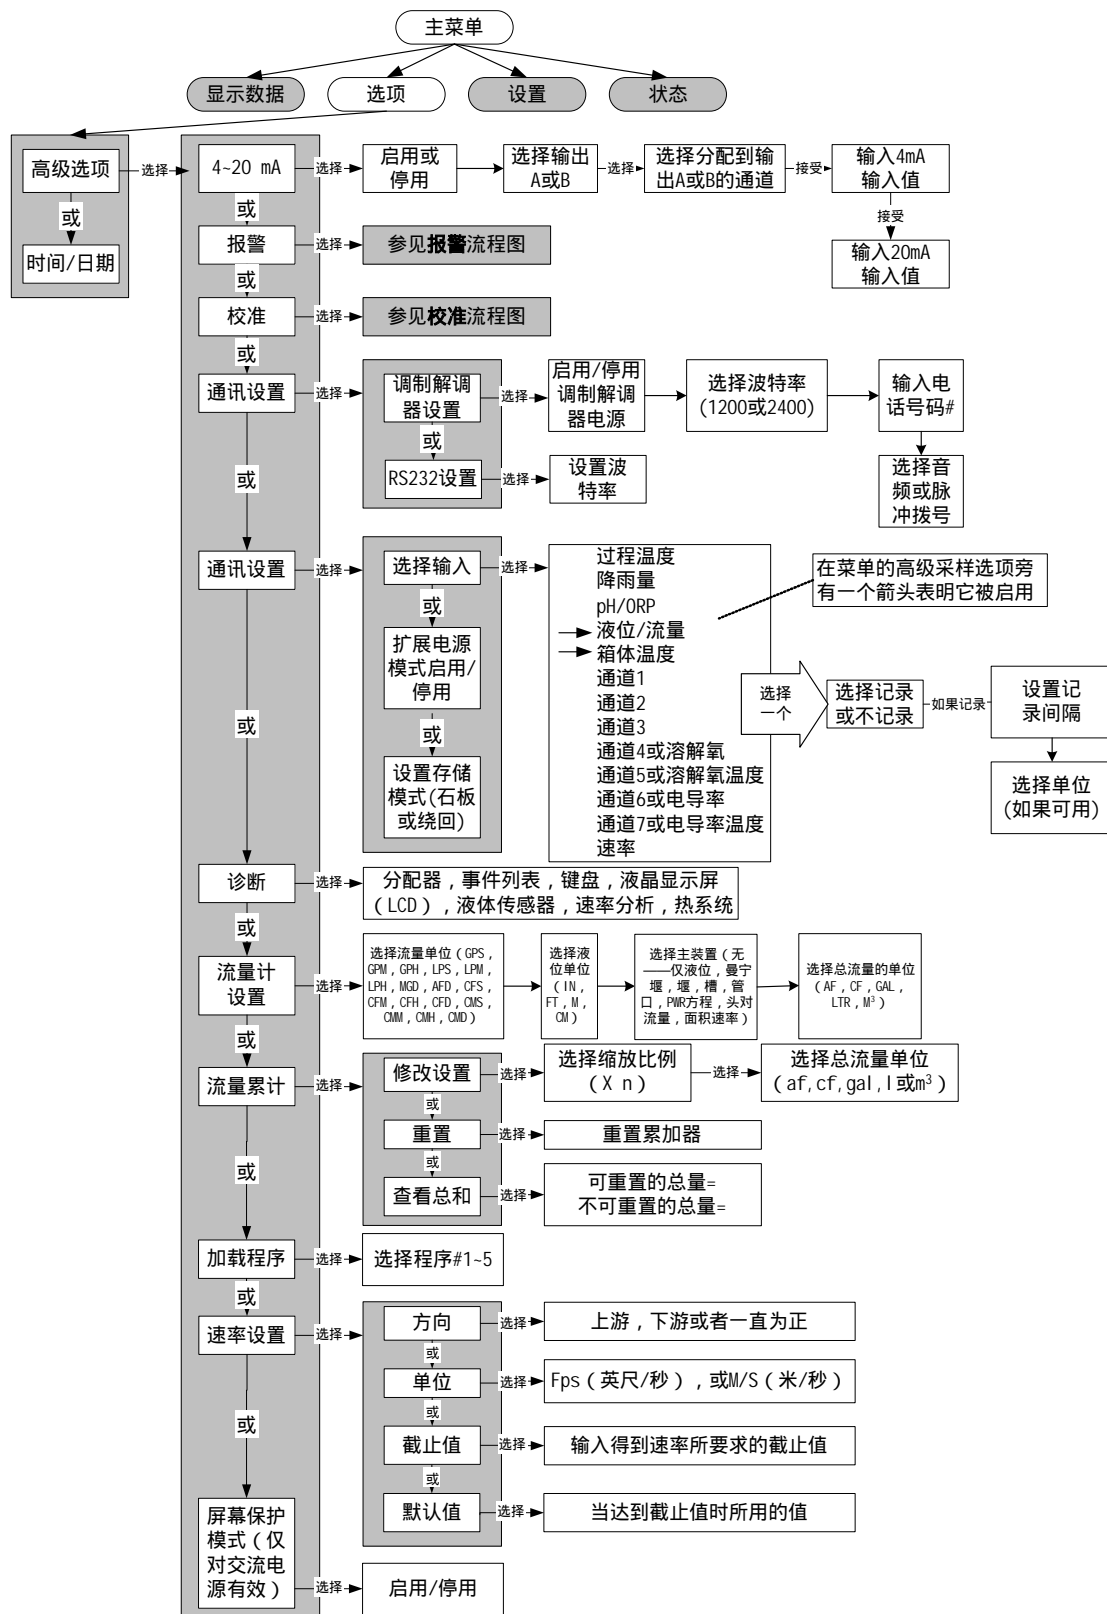 主菜单
显示数据
选项
设置
状态
高级选项
选择
或
时间/日期
4~20 mA
选择
启用或
停用
选择输出
A或B
选择
选择分配到输
出A或B的通道
接受
输入4mA
输入值
接受
输入20mA
输入值
或
报警
选择
参见报警流程图
或
校准
选择
参见校准流程图
或
通讯设置
选择
调制解调
器设置
选择
启用/停用
调制解调
器电源
选择波特率
(1200或2400)
输入电
话号码#
选择音
频或脉
冲拨号
或
RS232设置
选择
设置波
特率
或
通讯设置
选择
选择输入
选择
或
扩展电源
模式启用/
停用
或
设置存储
模式(石板
或绕回)
过程温度
降雨量
pH/ORP
液位/流量
箱体温度
通道1
通道2
通道3
通道4或溶解氧
通道5或溶解氧温度
通道6或电导率
通道7或电导率温度
速率
在菜单的高级采样选项旁
有一个箭头表明它被启用
选择
一个
选择记录
或不记录
如果记录
设置记
录间隔
选择单位
(如果可用)
或
诊断
选择
分配器，事件列表，键盘，液晶显示屏
（LCD），液体传感器，速率分析，热系统
或
流量计
设置
选择
选择流量单位（GPS，
GPM，GPH，LPS，LPM，
LPH，MGD，AFD，CFS，
CFM，CFH，CFD，CMS，
CMM，CMH，CMD）
选择液
位单位
（IN，
FT，M，
CM）
选择主装置（无
——仅液位，曼宁
堰，堰，槽，管
口，PWR方程，头对
流量，面积速率）
选择总流量的单位
（AF，CF，GAL，
LTR，M³）
或
流量累计
选择
修改设置
选择
选择缩放比例
（X n）
选择
选择总流量单位
（af,cf,gal,l或m³）
或
重置
选择
重置累加器
或
查看总和
选择
可重置的总量=
不可重置的总量=
或
加载程序
选择
选择程序#1~5
或
速率设置
选择
方向
选择
上游，下游或者一直为正
或
单位
选择
Fps（英尺/秒），或M/S（米/秒）
或
截止值
选择
输入得到速率所要求的截止值
或
默认值
选择
当达到截止值时所用的值
或
屏幕保护
模式（仅
对交流电
源有效）
选择
启用/停用